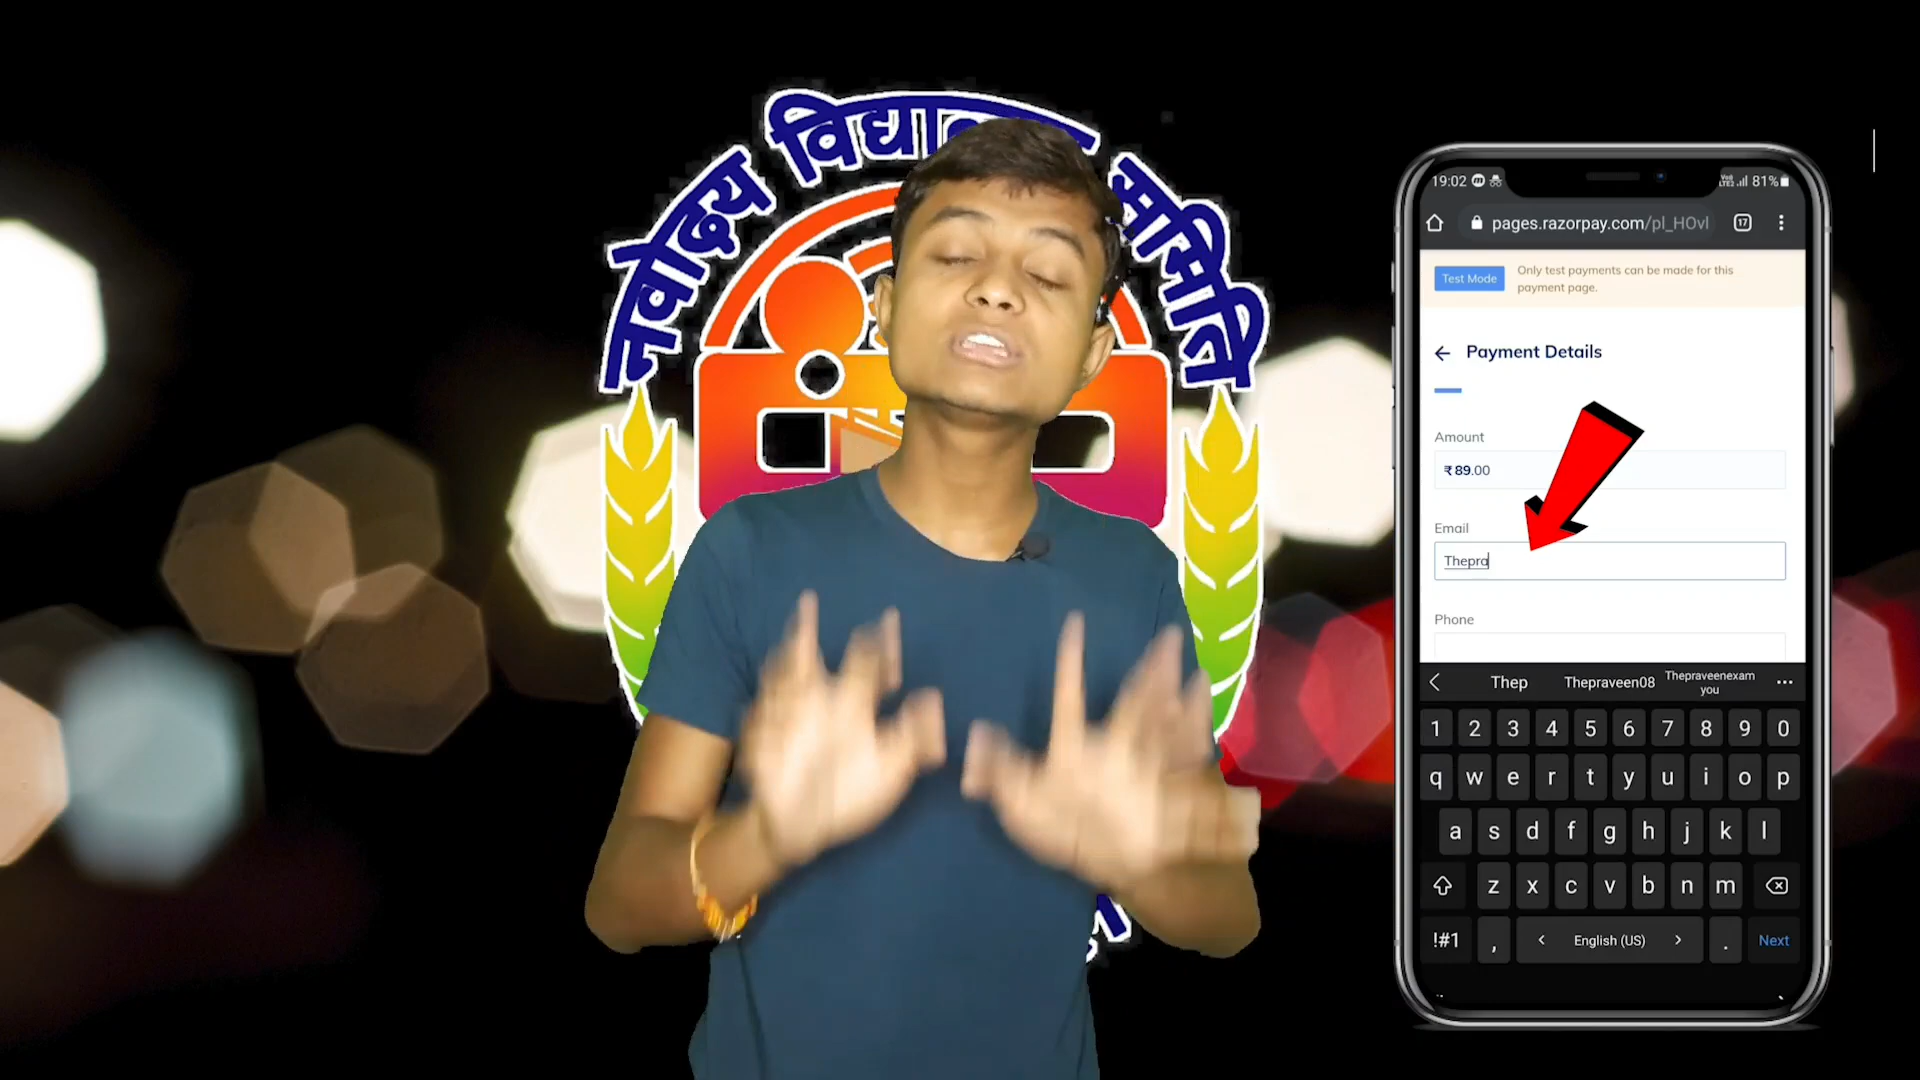 नवोदय विद्यालय समिति
19:02 81%
pages.razorpay.com/pl_HOvl 17
Test Mode Only test payments can be made for this
payment page.
Payment Details
Amount
₹ 89.00
Email
Thepra
Phone
Thep Thepraveen08 Thepraveenexam
you
1 2 3 4 5 6 7 8 9 0
q w e r t y u i o p
a s d f g h j k l
z x c v b n m
!#1 , < English (US) > . Next